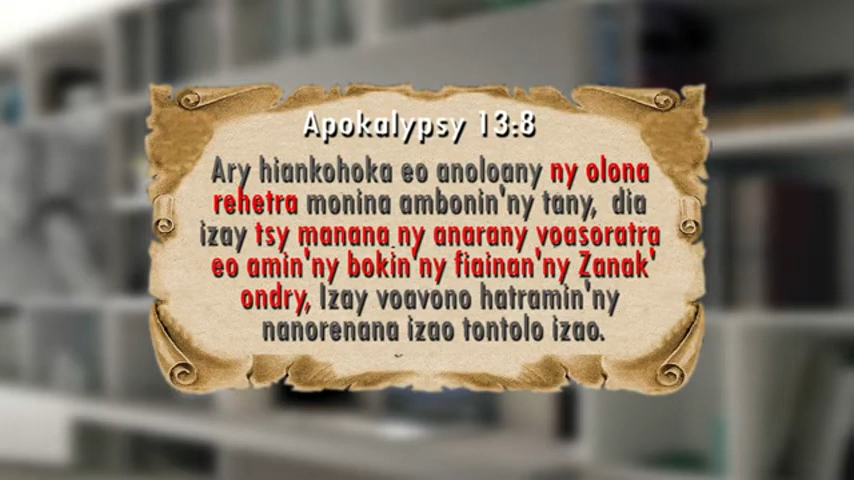 Apokalypsy 13:8
Ary hiankohoka eo anoloany ny olona
rehetra monina ambonin'ny tany, dia
izay tsy manana ny anarany voasoratra
eo amin'ny bokin'ny fiainan'ny Zanak'
ondry, Izay voavono hatramin'ny
nanorenana izao tontolo izao.